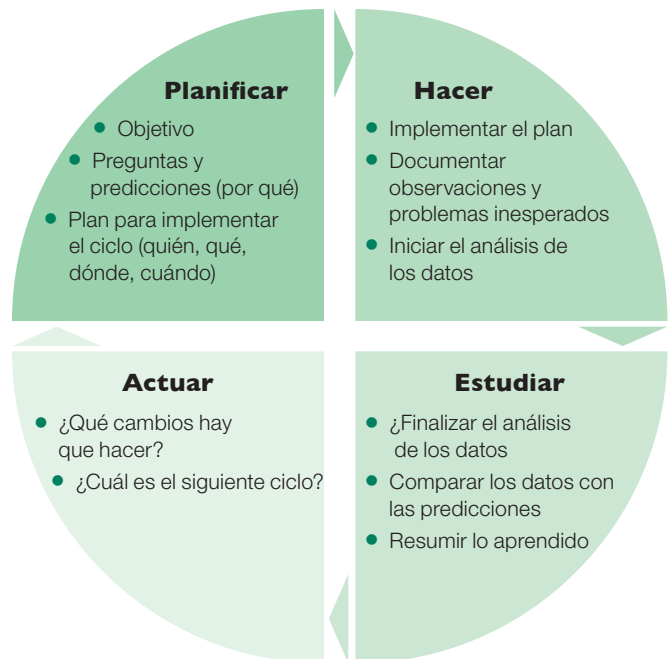 Planificar
● Objetivo
● Preguntas y
predicciones (por qué)
● Plan para implementar
el ciclo (quién, qué,
dónde, cuándo)
Hacer
● Implementar el plan
● Documentar
observaciones y
problemas inesperados
● Iniciar el análisis de
los datos
Actuar
● ¿Qué cambios hay
que hacer?
● ¿Cuál es el siguiente ciclo?
Estudiar
● ¿Finalizar el análisis
de los datos
● Comparar los datos con
las predicciones
● Resumir lo aprendido